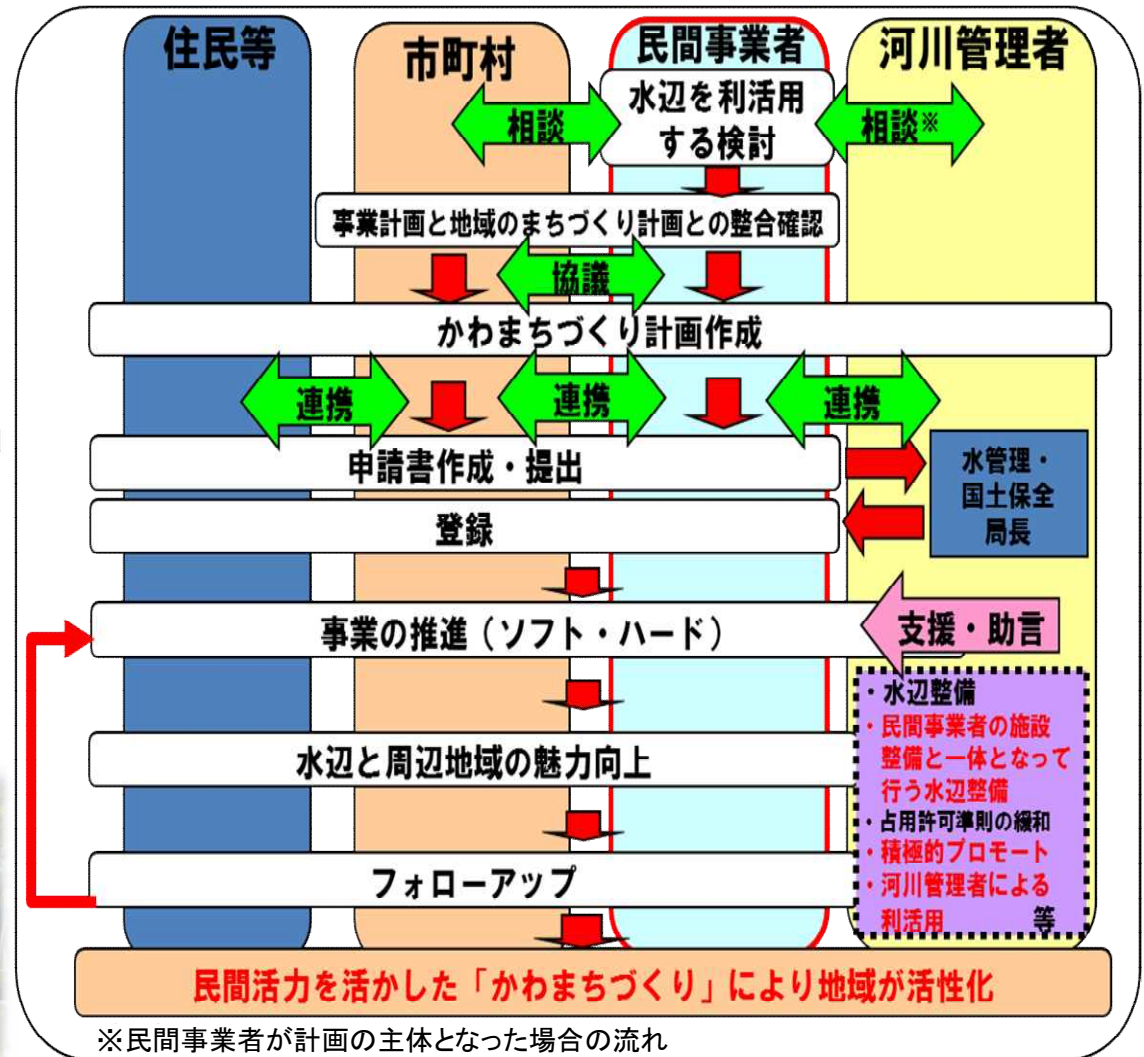 住民等
市町村
民間事業者
河川管理者
水辺を利活用
する検討
相談
相談※
事業計画と地域のまちづくり計画との整合確認
協議
かわまちづくり計画作成
連携
連携
連携
申請書作成・提出
水管理・
国土保全
局長
登録
事業の推進（ソフト・ハード）
支援・助言
・水辺整備
・民間事業者の施設
整備と一体となって
行う水辺整備
・占用許可準則の緩和
・積極的プロモート
・河川管理者による
利活用 等
水辺と周辺地域の魅力向上
フォローアップ
民間活力を活かした「かわまちづくり」により地域が活性化
※民間事業者が計画の主体となった場合の流れ